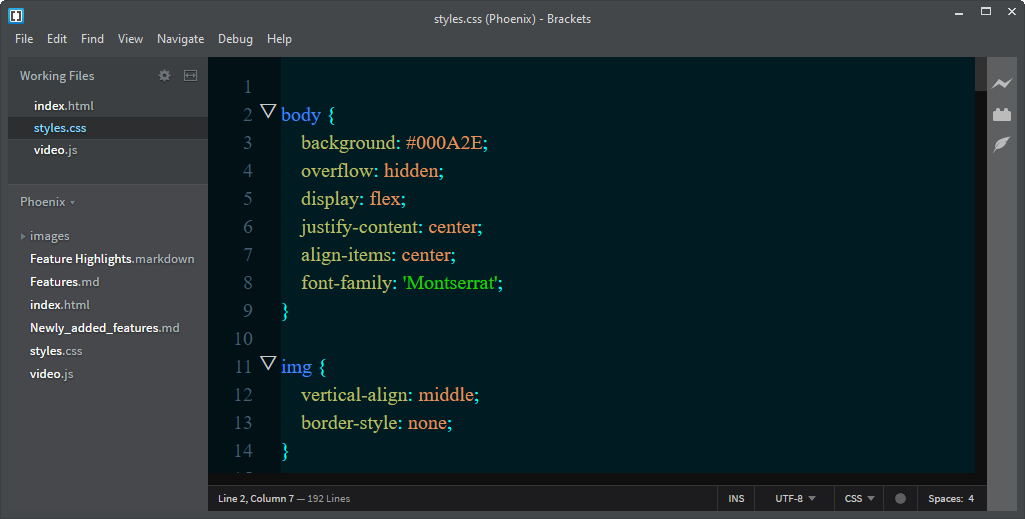 styles.css (Phoenix) - Brackets
File Edit Find View Navigate Debug Help
Working Files
index.html
styles.css
video.js
Phoenix
images
Feature Highlights.markdown
Features.md
index.html
Newly_added_features.md
styles.css
video.js
1
2 body {
3 background: #000A2E;
4 overflow: hidden;
5 display: flex;
6 justify-content: center;
7 align-items: center;
8 font-family: 'Montserrat';
9 }
10
11 img {
12 vertical-align: middle;
13 border-style: none;
14 }
Line 2, Column 7 — 192 Lines INS UTF-8 CSS Spaces: 4